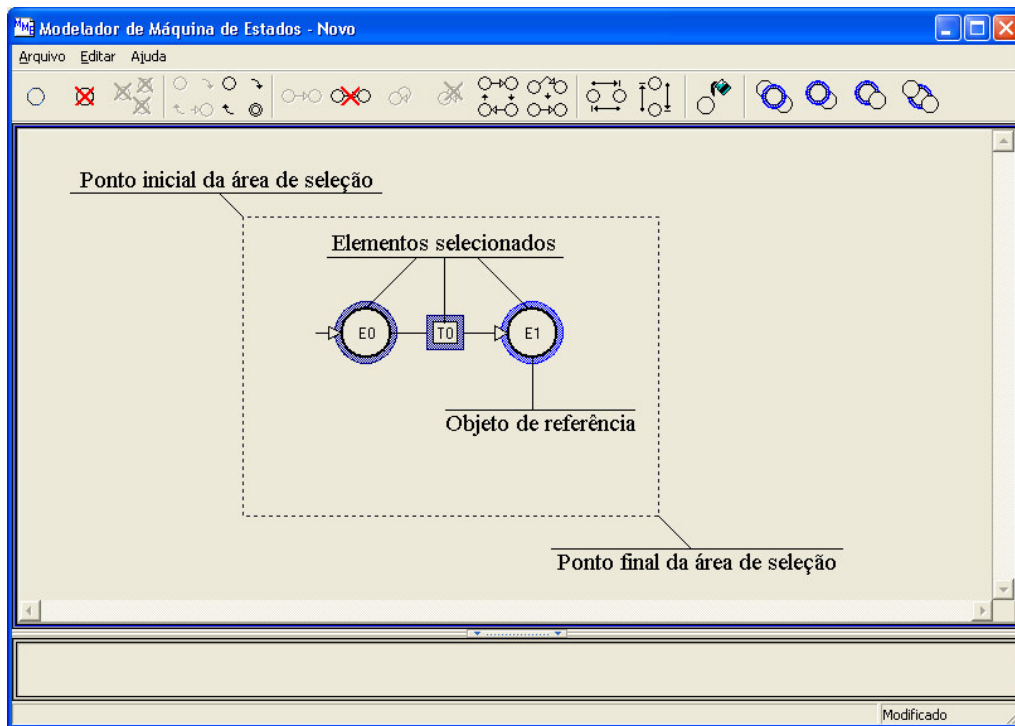 Modelador de Máquina de Estados - Novo
Arquivo Editar Ajuda
Ponto inicial da área de seleção
Elementos selecionados
E0 T0 E1
Objeto de referência
Ponto final da área de seleção
Modificado